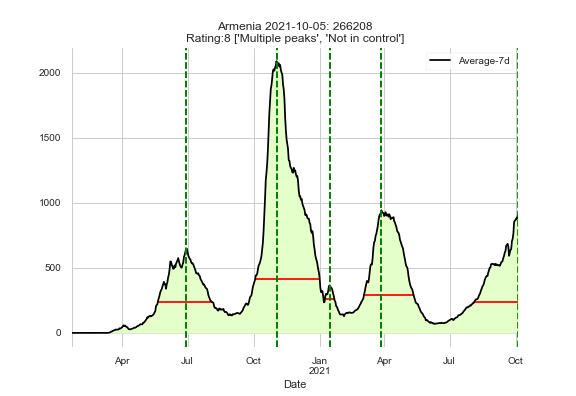 Armenia 2021-10-05: 266208
Rating:8 ['Multiple peaks', 'Not in control']
Average-7d
2000
1500
1000
500
0
Apr
Jul
Oct
Jan
2021
Apr
Jul
Oct
Date